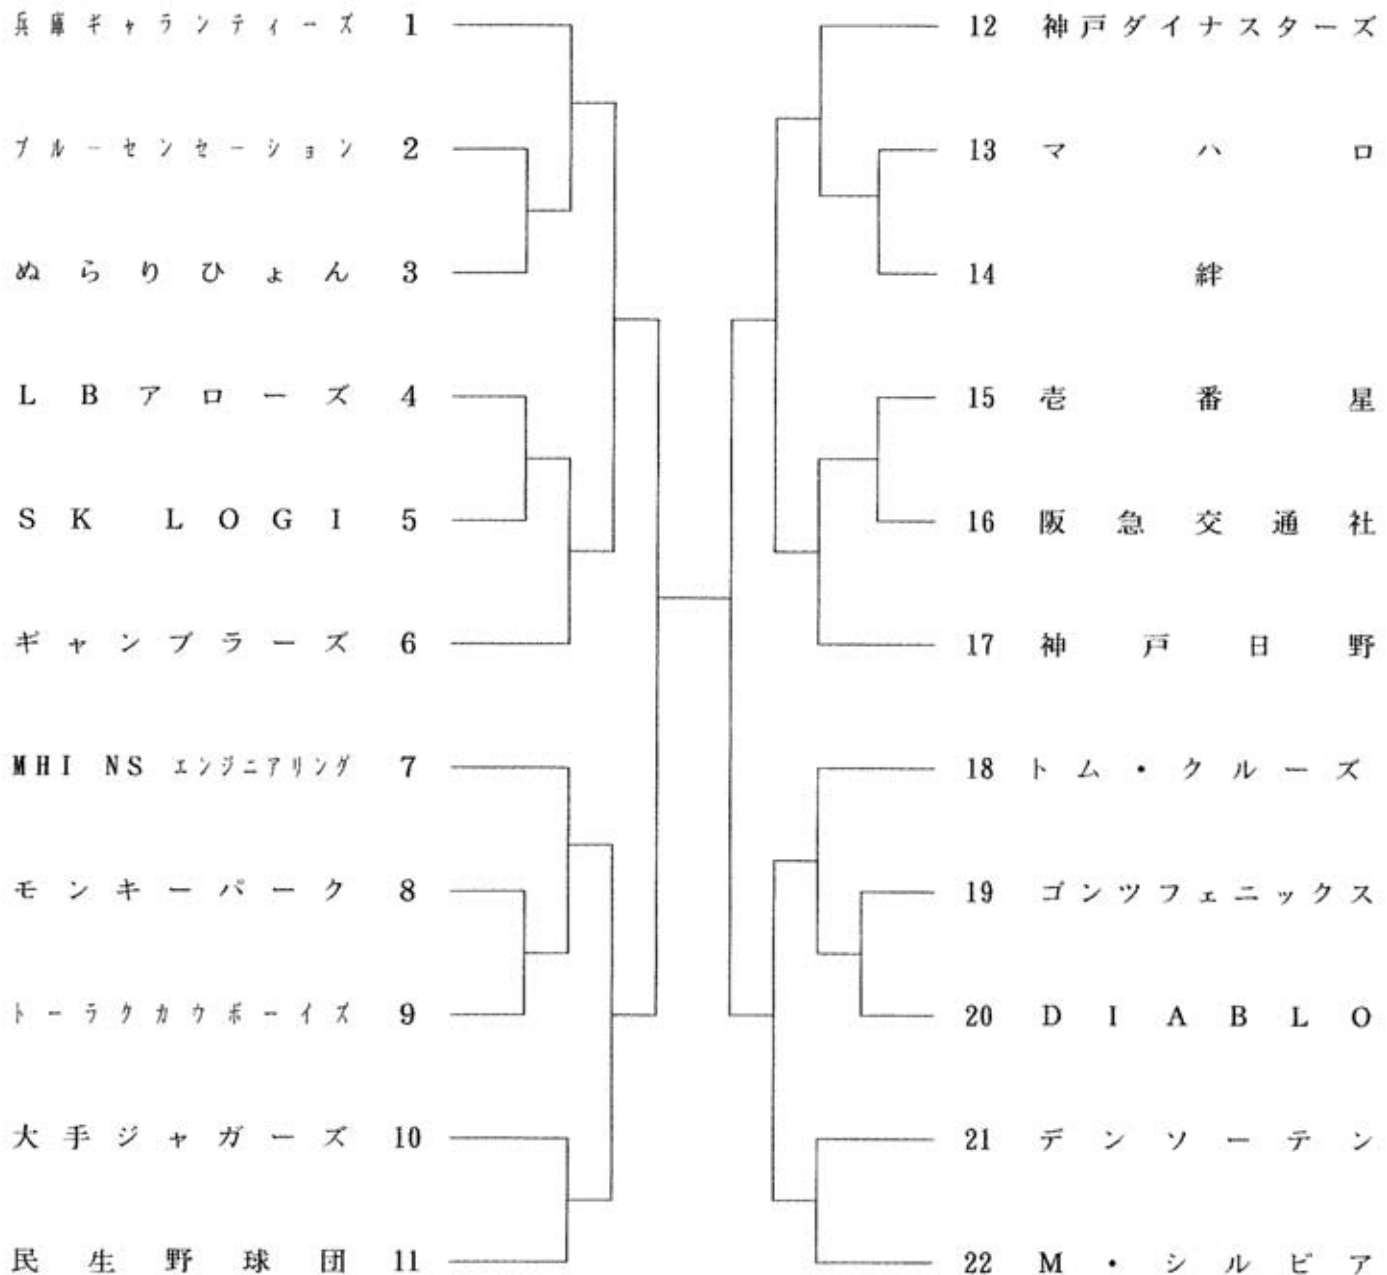 兵庫ギャランティーズ 1
ブルーセンセーション 2
ぬらりひょん 3
LBアローズ 4
SK LOGI 5
ギャンブラーズ 6
MHI NS エンジニアリング 7
モンキーパーク 8
トーラクカウボーイズ 9
大手ジャガーズ 10
民生野球団 11
12 神戸ダイナスターズ
13 マハロ
14 絆
15 壱番星
16 阪急交通社
17 神戸日野
18 トム・クルーズ
19 ゴンツフェニックス
20 DIABLO
21 デンソーテン
22 M・シルビア